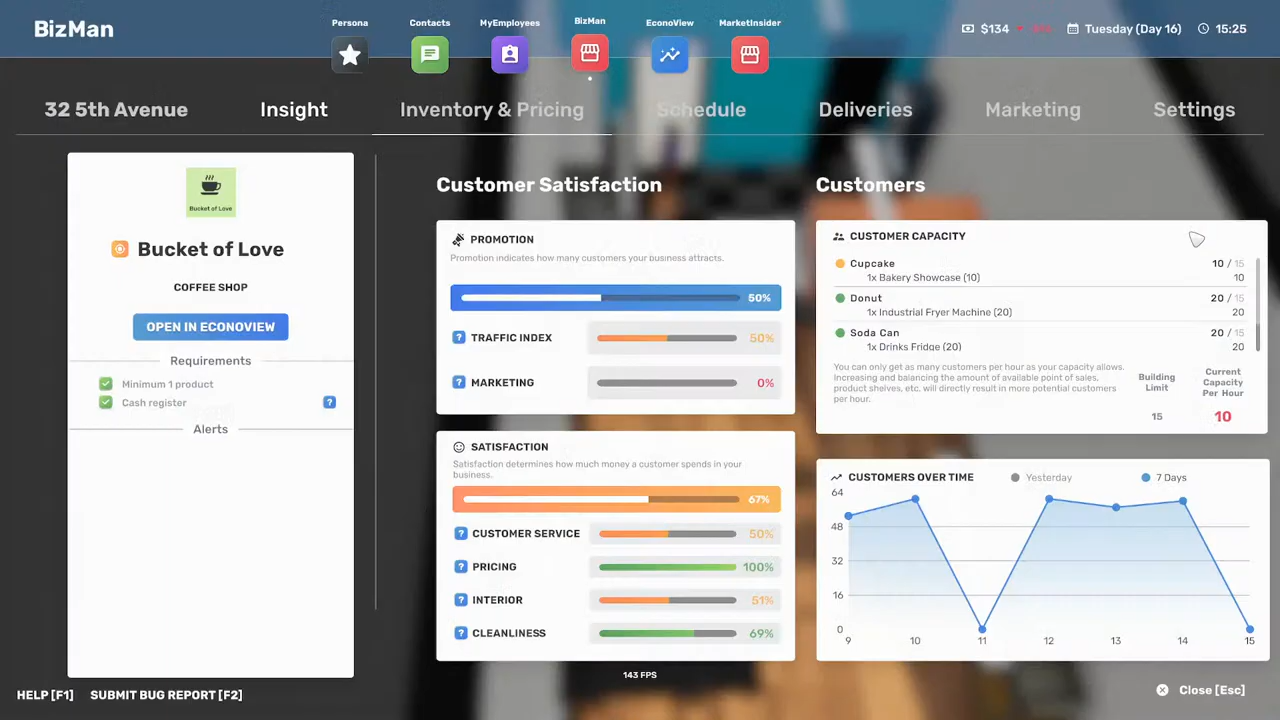 BizMan
Persona
Contacts
MyEmployees
BizMan
EconoView
MarketInsider
$134
Tuesday (Day 16)
15:25
32 5th Avenue
Insight
Inventory & Pricing
Schedule
Deliveries
Marketing
Settings
Bucket of Love
Bucket of Love
COFFEE SHOP
OPEN IN ECONOVIEW
Requirements
Minimum 1 product
Cash register
?
Alerts
Customer Satisfaction
PROMOTION
Promotion indicates how many customers your business attracts.
50%
? TRAFFIC INDEX 50%
? MARKETING 0%
SATISFACTION
Satisfaction determines how much money a customer spends in your
business.
67%
? CUSTOMER SERVICE 50%
? PRICING 100%
? INTERIOR 51%
? CLEANLINESS 69%
Customers
CUSTOMER CAPACITY
Cupcake 10 / 15
1x Bakery Showcase (10) 10
Donut 20 / 15
1x Industrial Fryer Machine (20) 20
Soda Can 20 / 15
1x Drinks Fridge (20) 20
You can only get as many customers per hour as your capacity allows.
Increasing and balancing the amount of available point of sales,
product shelves, etc, will directly result in more potential customers
per hour.
Building
Limit
15
Current
Capacity
Per Hour
10
CUSTOMERS OVER TIME
Yesterday
7 Days
64
48
32
16
0
9 10 11 12 13 14 15
143 FPS
HELP [F1]
SUBMIT BUG REPORT [F2]
Close [Esc]